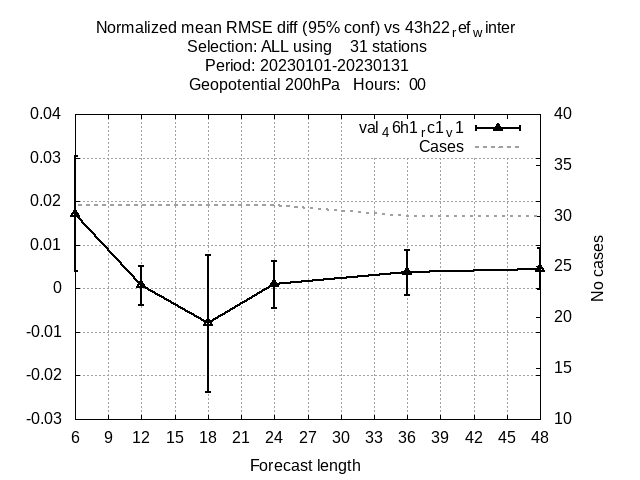 Normalized mean RMSE diff (95% conf) vs 43h22refwinter
Selection: ALL using 31 stations
Period: 20230101-20230131
Geopotential 200hPa Hours: 00
val46h1rc1v1
Cases
0.04
0.03
0.02
0.01
0
-0.01
-0.02
-0.03
40
35
30
25
20
15
10
No cases
6 9 12 15 18 21 24 27 30 33 36 39 42 45 48
Forecast length